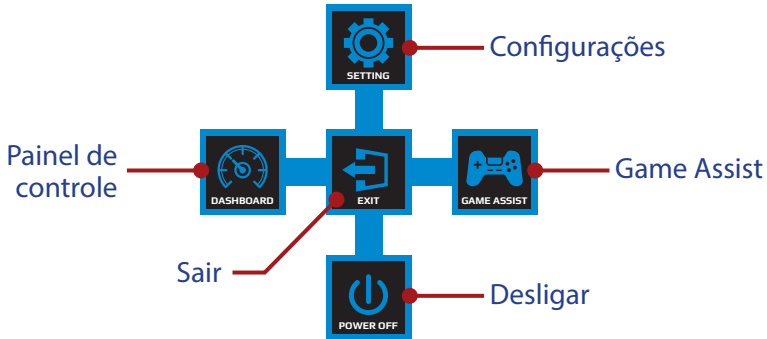 SETTING
Configurações
Painel de
controle
DASHBOARD
EXIT
GAME ASSIST
Game Assist
Sair
POWER OFF
Desligar